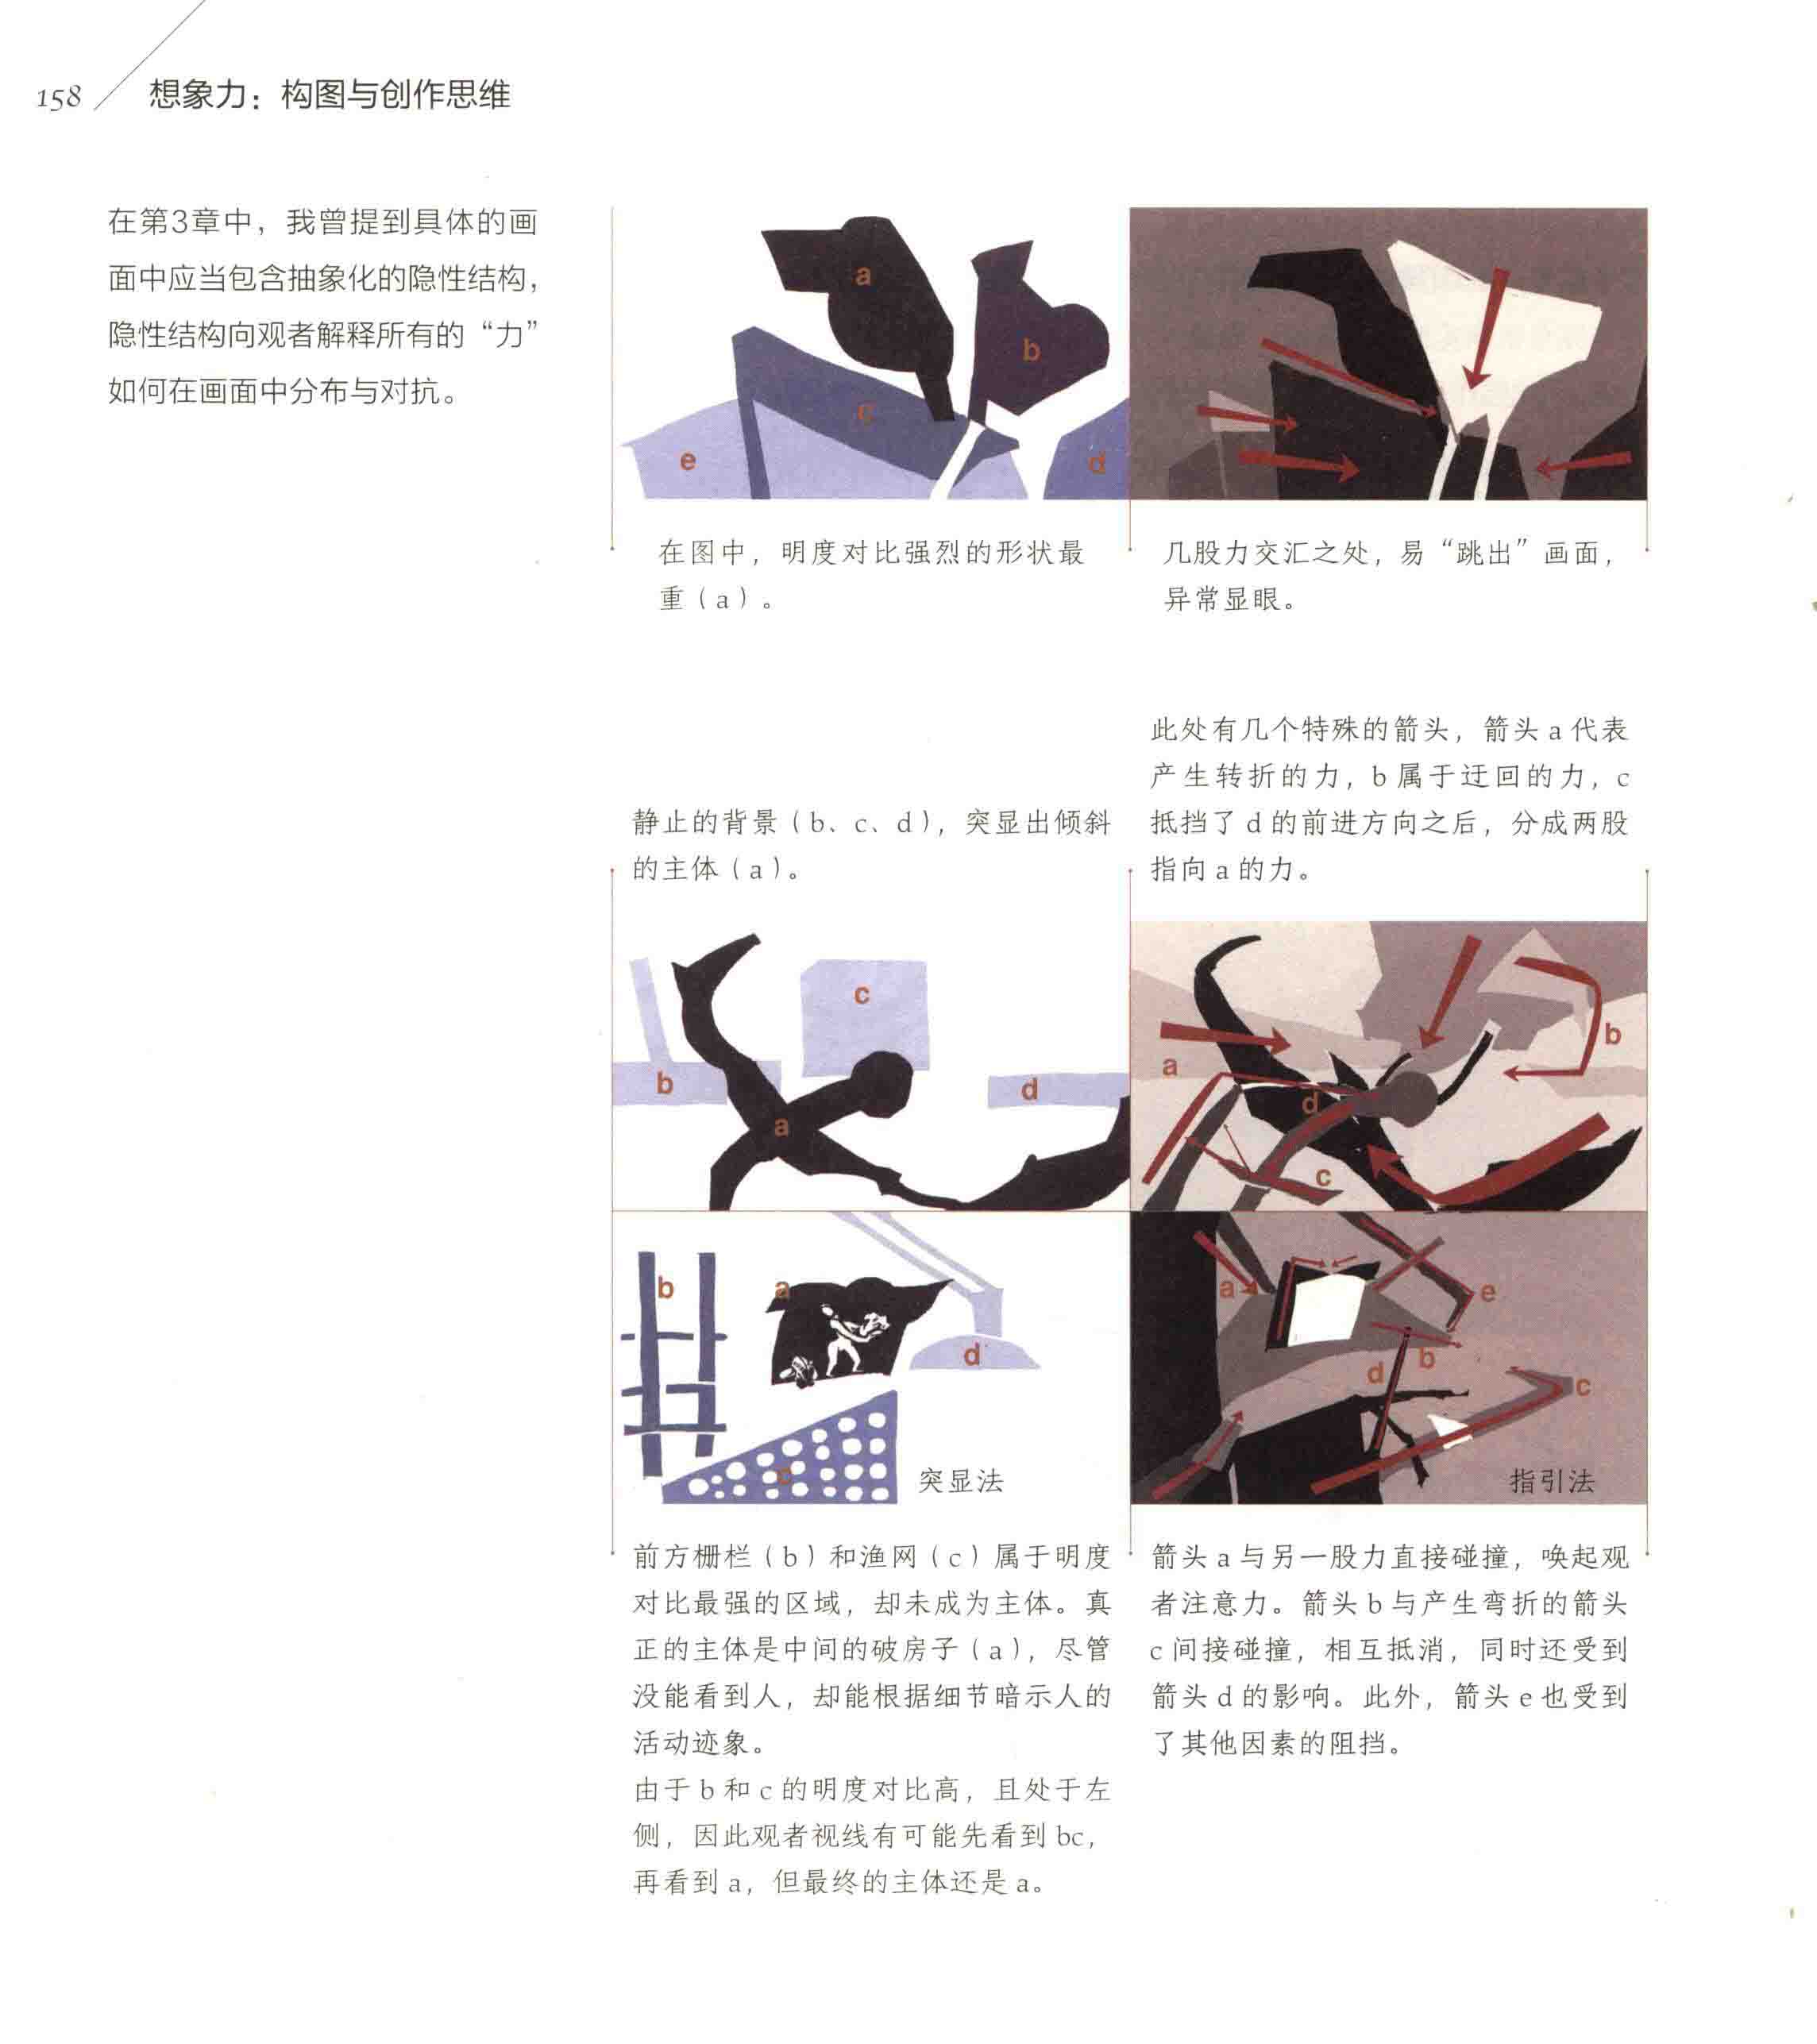 158
想象力：构图与创作思维
在第3章中，我曾提到具体的画
面中应当包含抽象化的隐性结构，
隐性结构向观者解释所有的“力”
如何在画面中分布与对抗。
a
b
c
d
e
在图中，明度对比强烈的形状最
重（a）。
几股力交汇之处，易“跳出”画面，
异常显眼。
静止的背景（b、c、d），突显出倾斜
的主体（a）。
此处有几个特殊的箭头，箭头 a 代表
产生转折的力，b 属于迂回的力，c
抵挡了 d 的前进方向之后，分成两股
指向 a 的力。
c
b
d
a
b
a
d
c
b
a
d
c
突显法
a
e
b
d
c
指引法
前方栅栏（b）和渔网（c）属于明度
对比最强的区域，却未成为主体。真
正的主体是中间的破房子（a），尽管
没能看到人，却能根据细节暗示人的
活动迹象。
由于 b 和 c 的明度对比高，且处于左
侧，因此观者视线有可能先看到 bc，
再看到 a，但最终的主体还是 a。
箭头 a 与另一股力直接碰撞，唤起观
者注意力。箭头 b 与产生弯折的箭头
c 间接碰撞，相互抵消，同时还受到
箭头 d 的影响。此外，箭头 e 也受到
了其他因素的阻挡。